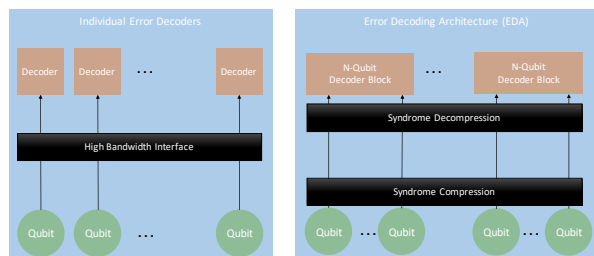 Individual Error Decoders
Decoder Decoder ... Decoder
High Bandwidth Interface
Qubit Qubit ... Qubit
Error Decoding Architecture (EDA)
N-Qubit
Decoder Block
...
N-Qubit
Decoder Block
Syndrome Decompression
Syndrome Compression
Qubit ... Qubit ... Qubit ... Qubit